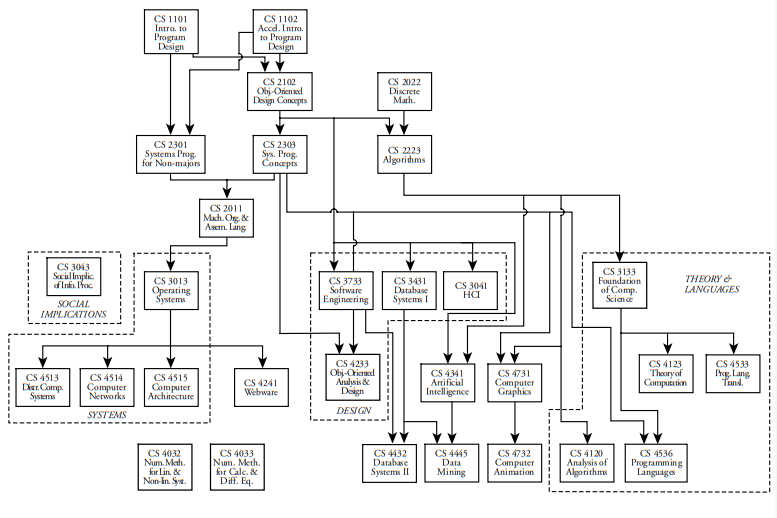 CS 1101
Intro. to
Program
Design
CS 1102
Accel. Intro.
to Program
Design
CS 2102
Obj-Oriented
Design Concepts
CS 2022
Discrete
Math.
CS 2301
Systems Prog.
for Non-majors
CS 2303
Sys. Prog.
Concepts
CS 2223
Algorithms
CS 2011
Mach. Org. &
Assem. Lang.
CS 3043
Social Implic.
of Info. Proc.
SOCIAL
IMPLICATIONS
CS 3013
Operating
Systems
CS 3733
Software
Engineering
CS 3431
Database
Systems I
CS 3041
HCI
CS 3133
Foundation
of Comp.
Science
THEORY &
LANGUAGES
CS 4513
Distr. Comp.
Systems
CS 4514
Computer
Networks
CS 4515
Computer
Architecture
CS 4241
Webware
SYSTEMS
CS 4233
Obj-Oriented
Analysis &
Design
DESIGN
CS 4341
Artificial
Intelligence
CS 4731
Computer
Graphics
CS 4123
Theory of
Computation
CS 4533
Prog. Lang.
Transl.
CS 4032
Num. Meth.
for Lin. &
Non-lin. Syst.
CS 4033
Num. Meth.
for Calc. &
Diff. Eq.
CS 4432
Database
Systems II
CS 4445
Data
Mining
CS 4732
Computer
Animation
CS 4120
Analysis of
Algorithms
CS 4536
Programming
Languages